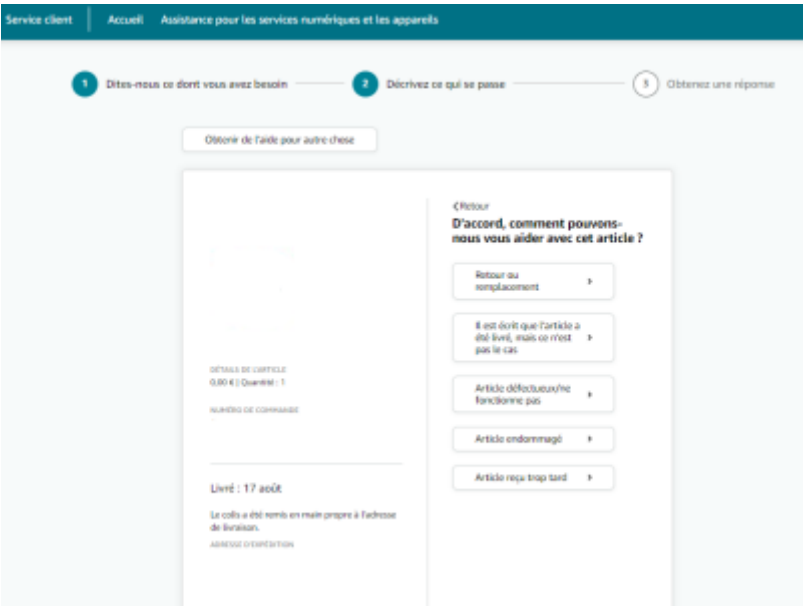 Service client
Accueil
Assistance pour les services numériques et les appareils
1
Dites-nous ce dont vous avez besoin
2
Décrivez ce qui se passe
3
Obtenez une réponse
Obtenir de l'aide pour autre chose
DÉTAILS DE L'ARTICLE
0,00 € | Quantité : 1
NUMÉRO DE COMMANDE
Livré : 17 août
Le colis a été remis en main propre à l'adresse
de livraison.
ADRESSE D'EXPÉDITION
Retour
D'accord, comment pouvons-
nous vous aider avec cet article ?
Retour ou
remplacement
Il est écrit que l'article a
été livré, mais ce n'est
pas le cas
Article défectueux/ne
fonctionne pas
Article endommagé
Article reçu trop tard